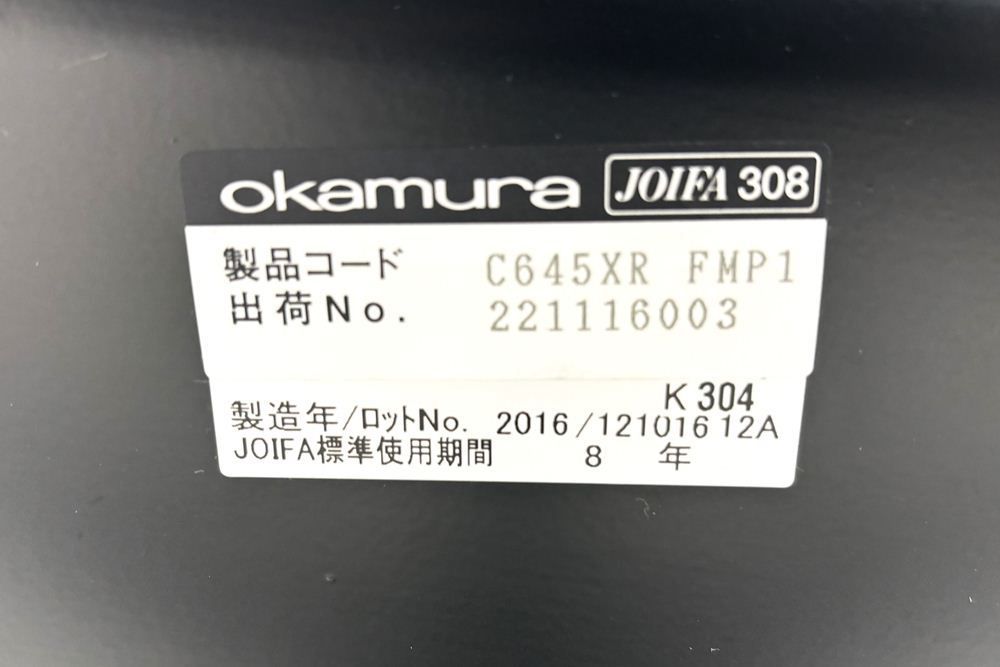 okamura JOIFA 308
製品コード C645XR FMP1
出荷No. 221116003
K 304
製造年/ロットNo. 2016/121016 12A
JOIFA標準使用期間 8 年